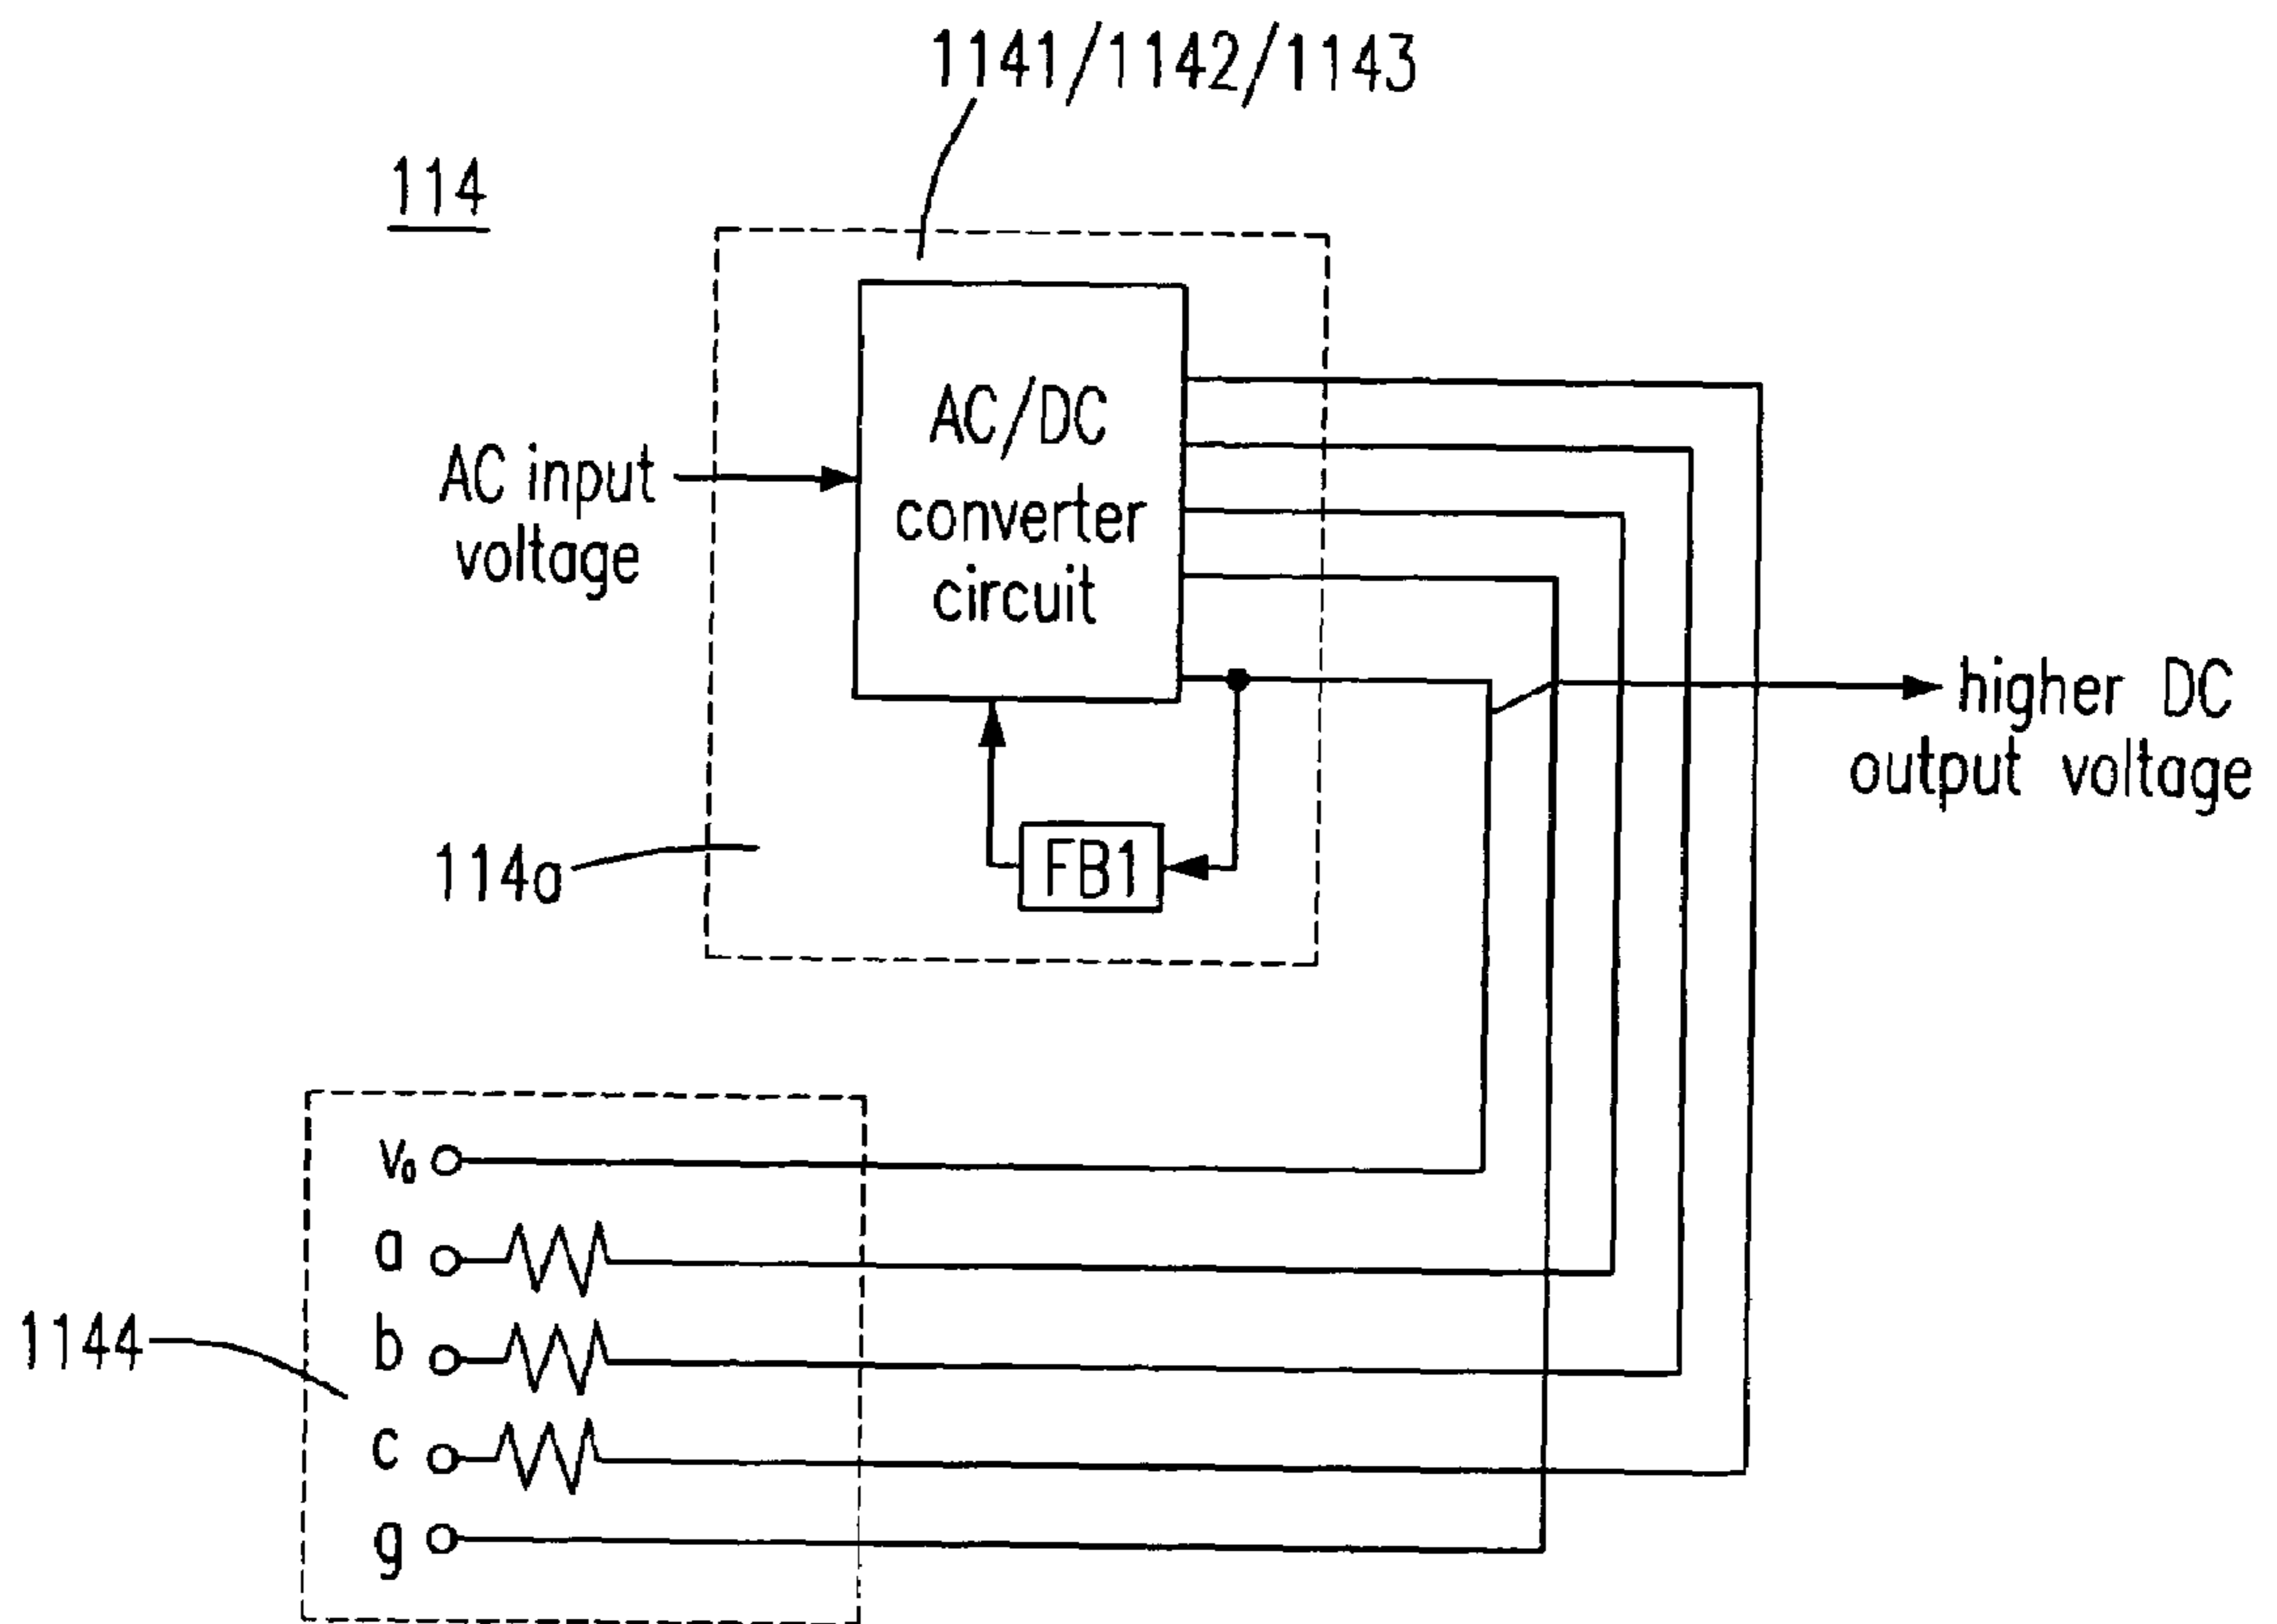 1141/1142/1143
114
AC/DC
converter
circuit
AC input
voltage
higher DC
output voltage
114a
FB1
v₀
a
b
1144
c
g